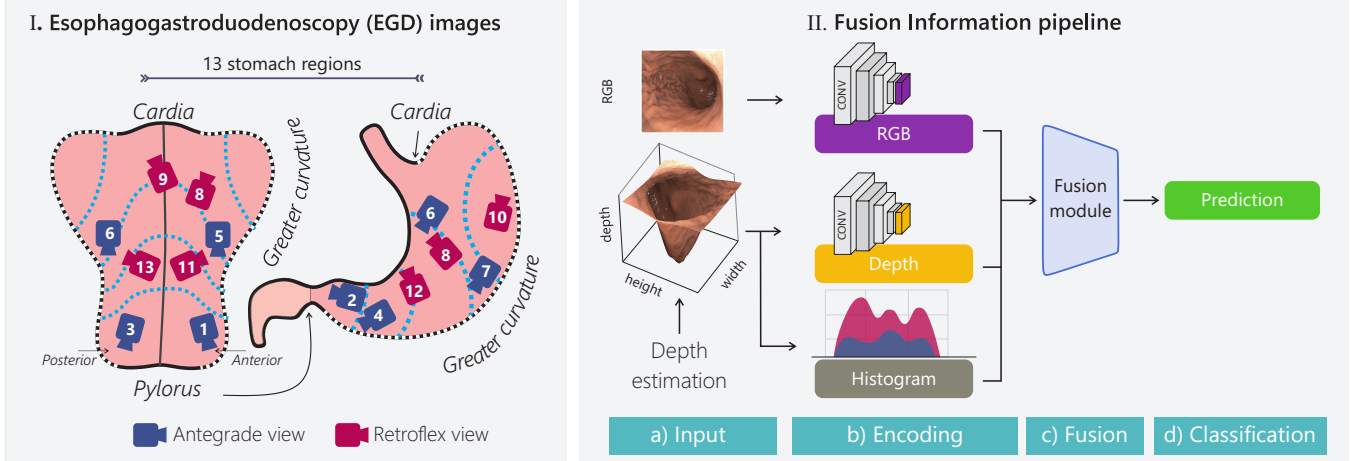 I. Esophagogastroduodenoscopy (EGD) images
13 stomach regions
Cardia
Cardia
Greater curvature
9
8
6
5
13
11
3
1
Posterior
Anterior
Pylorus
6
10
8
7
12
2
4
Greater curvature
Antegrade view
Retroflex view
II. Fusion Information pipeline
RGB
CONV
RGB
depth
height
width
CONV
Depth
Depth
estimation
Histogram
Fusion
module
Prediction
a) Input
b) Encoding
c) Fusion
d) Classification